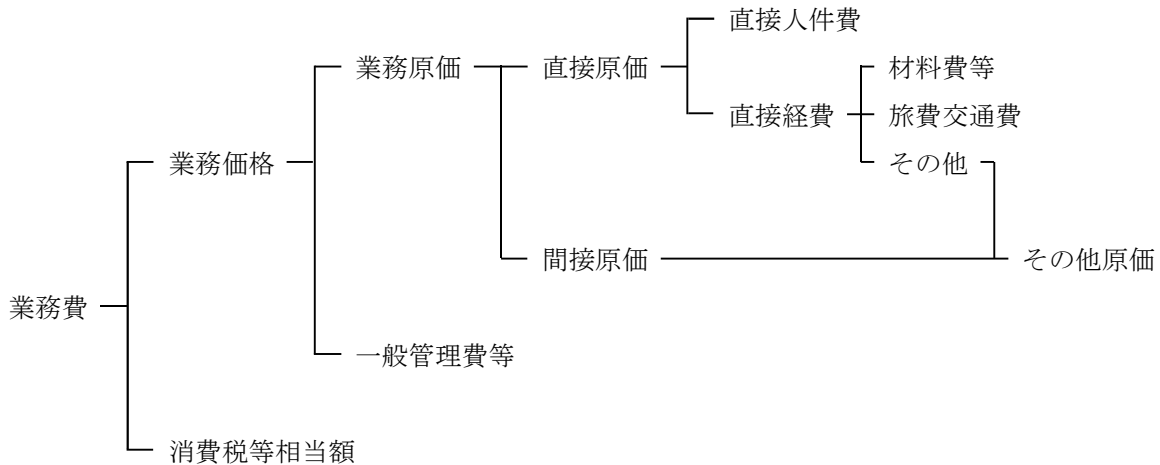 直接人件費
業務原価
直接原価
材料費等
直接経費
旅費交通費
業務価格
その他
間接原価
その他原価
業務費
一般管理費等
消費税等相当額